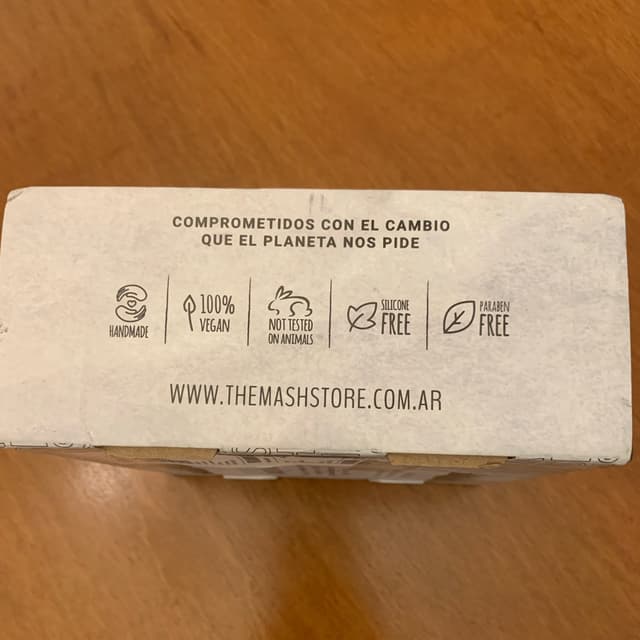 COMPROMETIDOS CON EL CAMBIO
QUE EL PLANETA NOS PIDE
HANDMADE
100%
VEGAN
NOT TESTED
ON ANIMALS
SILICONE
FREE
PARABEN
FREE
WWW.THEMASHSTORE.COM.AR